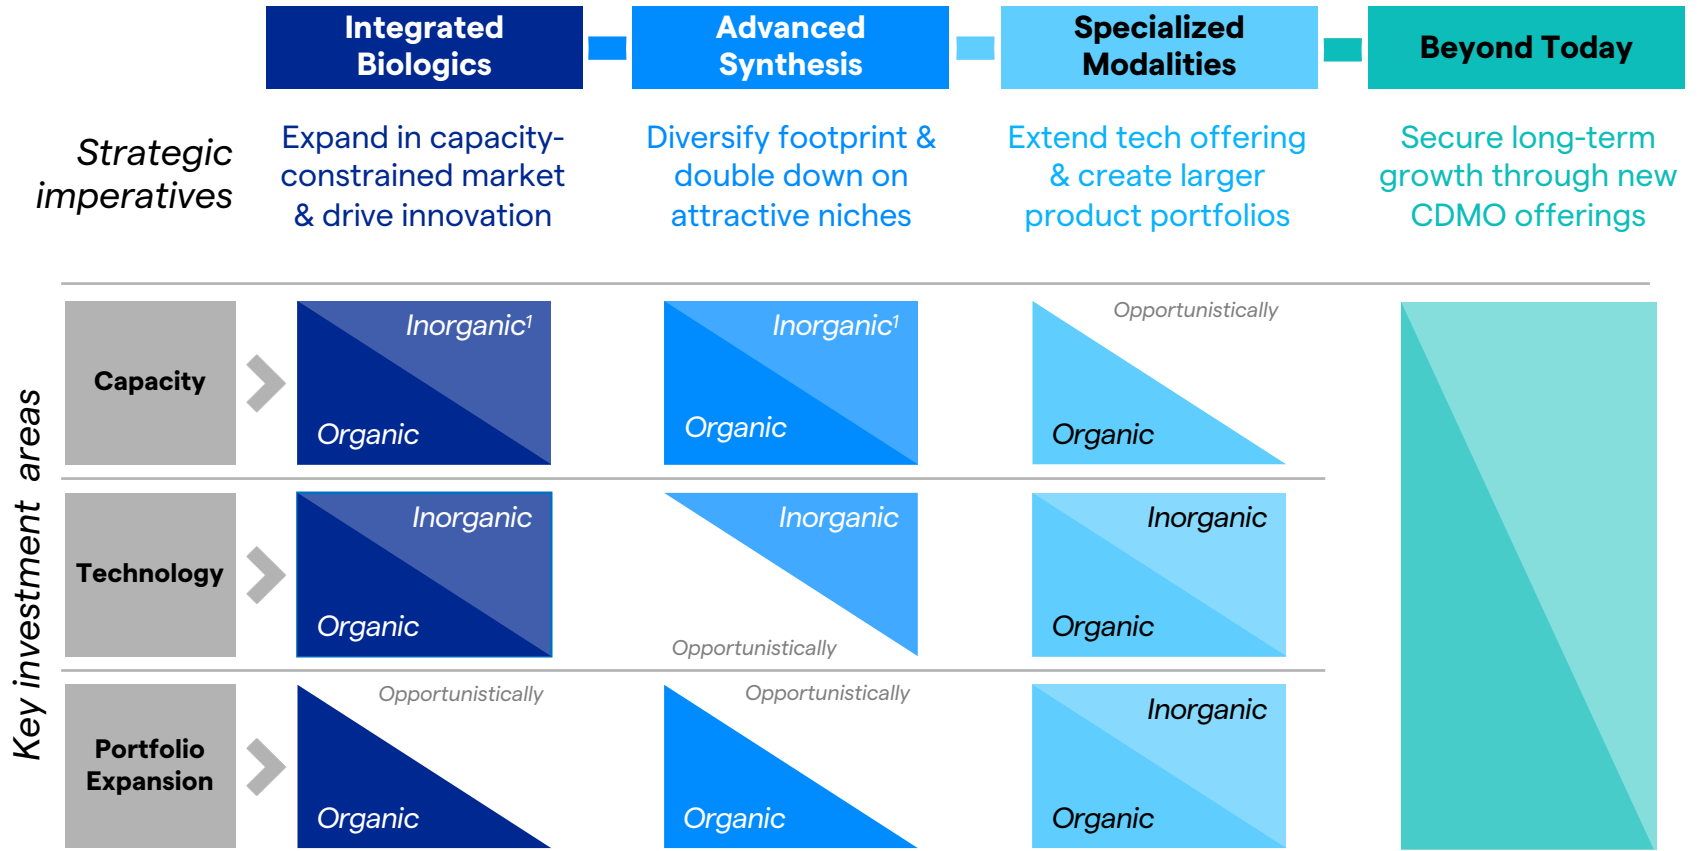 Integrated
Biologics
Advanced
Synthesis
Specialized
Modalities
Beyond Today
Strategic
imperatives
Expand in capacity-
constrained market
& drive innovation
Diversify footprint &
double down on
attractive niches
Extend tech offering
& create larger
product portfolios
Secure long-term
growth through new
CDMO offerings
Key investment areas
Capacity
Inorganic¹
Organic
Inorganic¹
Organic
Opportunistically
Organic
Technology
Inorganic
Organic
Inorganic
Opportunistically
Inorganic
Organic
Portfolio
Expansion
Opportunistically
Organic
Opportunistically
Organic
Inorganic
Organic